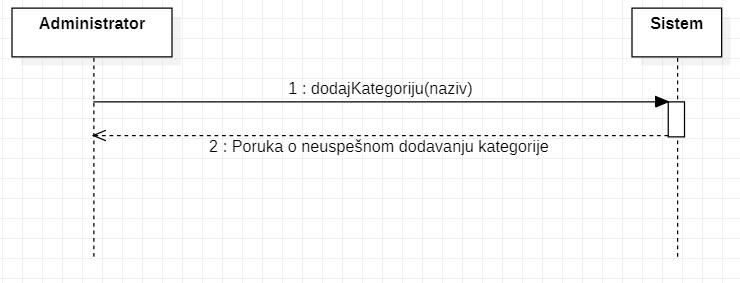 Administrator
Sistem
1 : dodajKategoriju(naziv)
2 : Poruka o neuspešnom dodavanju kategorije